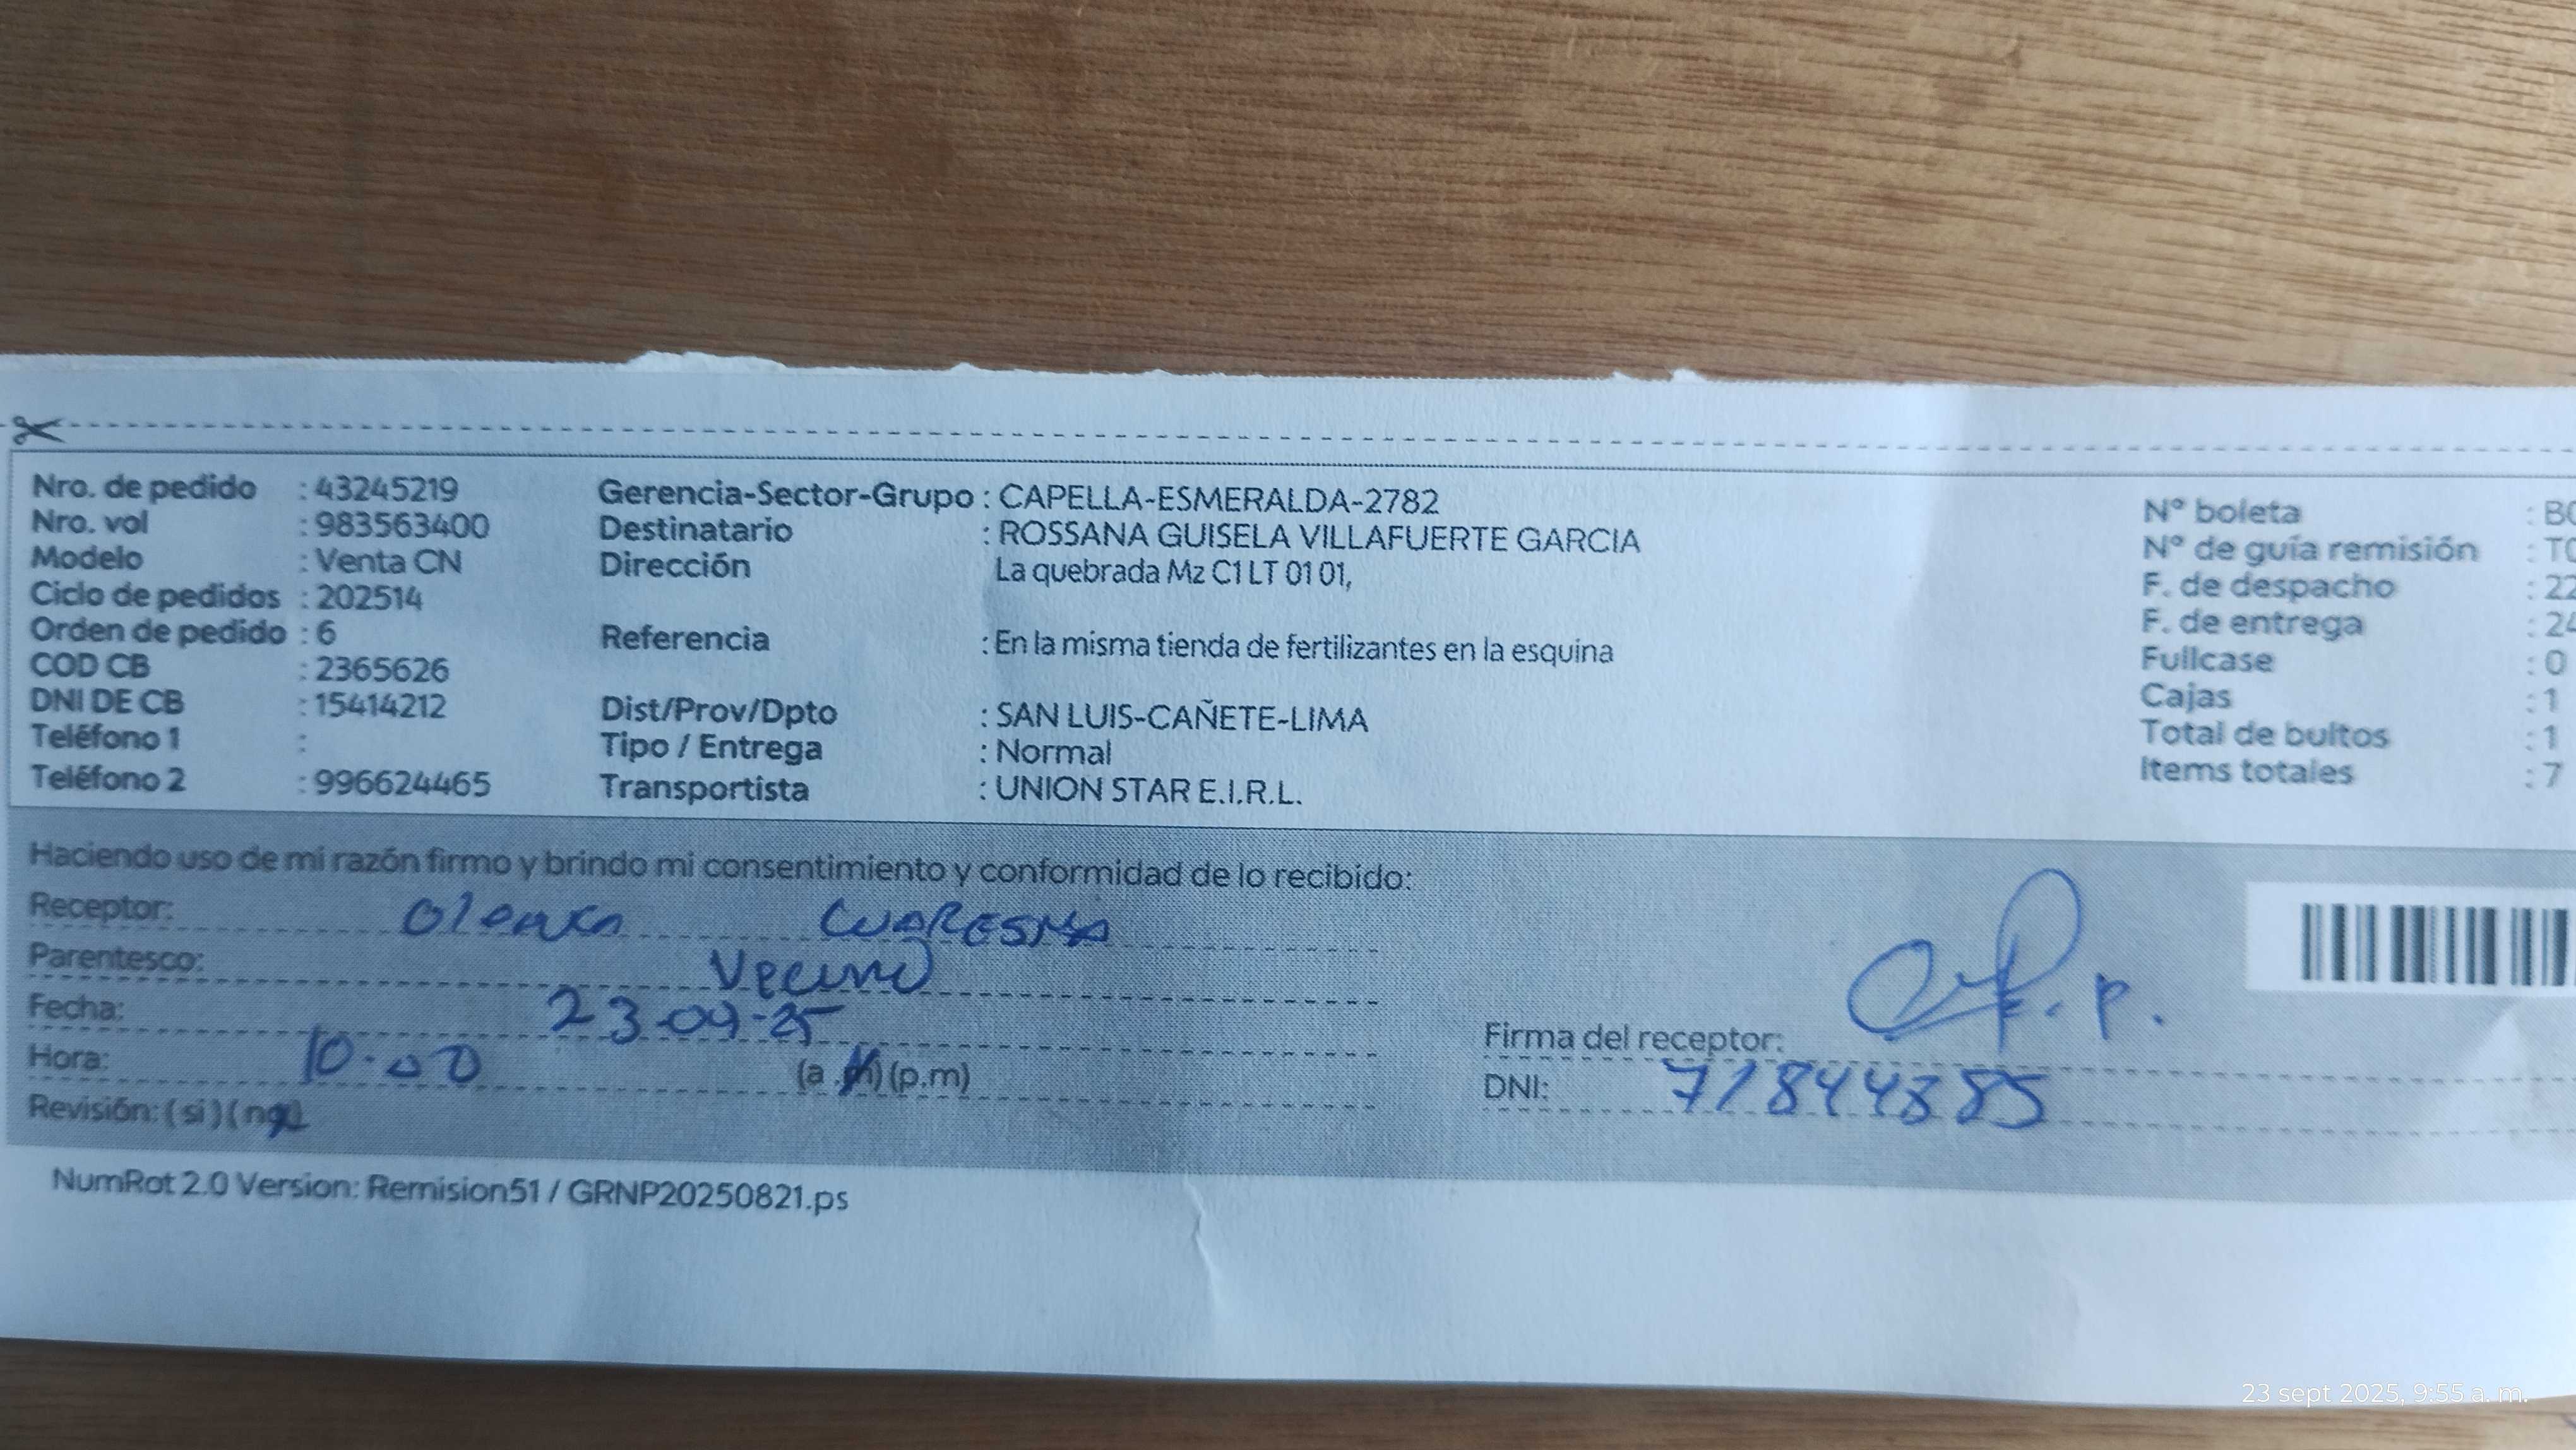 Nro. de pedido : 43245219
Nro. vol : 983563400
Modelo : Venta CN
Ciclo de pedidos : 202514
Orden de pedido : 6
COD CB : 2365626
DNI DE CB : 15414212
Teléfono 1 :
Teléfono 2 : 996624465
Gerencia-Sector-Grupo : CAPELLA-ESMERALDA-2782
Destinatario : ROSSANA GUISELA VILLAFUERTE GARCIA
Dirección La quebrada Mz C1 LT 01 01,
Referencia : En la misma tienda de fertilizantes en la esquina
Dist/Prov/Dpto : SAN LUIS-CAÑETE-LIMA
Tipo / Entrega : Normal
Transportista : UNION STAR E.I.R.L.
N° boleta : B0
N° de guía remisión : T0
F. de despacho : 22
F. de entrega : 24
Fullcase : 0
Cajas : 1
Total de bultos : 1
Items totales : 7
Haciendo uso de mi razón firmo y brindo mi consentimiento y conformidad de lo recibido:
Receptor: Olenka CUARESMA
Parentesco: Vecino
Fecha: 23-09-25
Hora: 10.00 (a.m) (p.m)
Revisión: ( si ) ( no )
Firma del receptor:
DNI: 71844885
NumRot 2.0 Version: Remision51 / GRNP20250821.ps
23 sept 2025, 9:55 a. m.